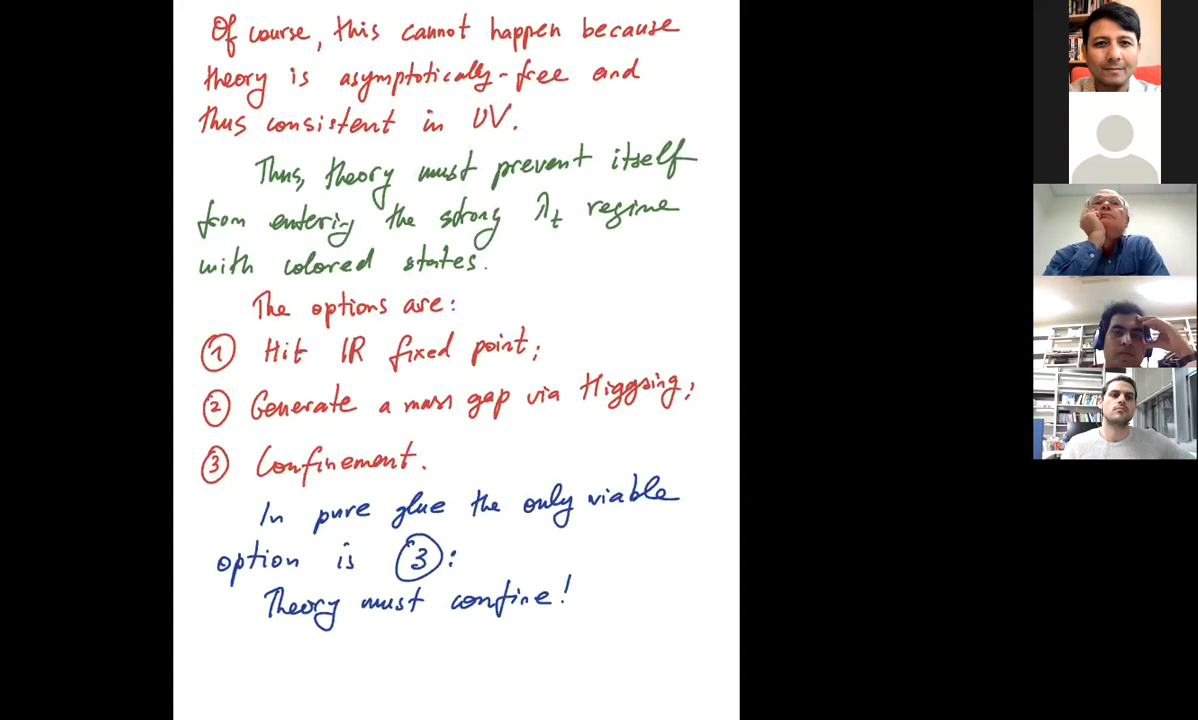 Of course, this cannot happen because
theory is asymptotically-free and
thus consistent in UV.
Thus, theory must prevent itself
from entering the strong λt regime
with colored states.
The options are:
① Hit IR fixed point;
② Generate a mass gap via Higgsing;
③ Confinement.
In pure glue the only viable
option is ③:
Theory must confine!